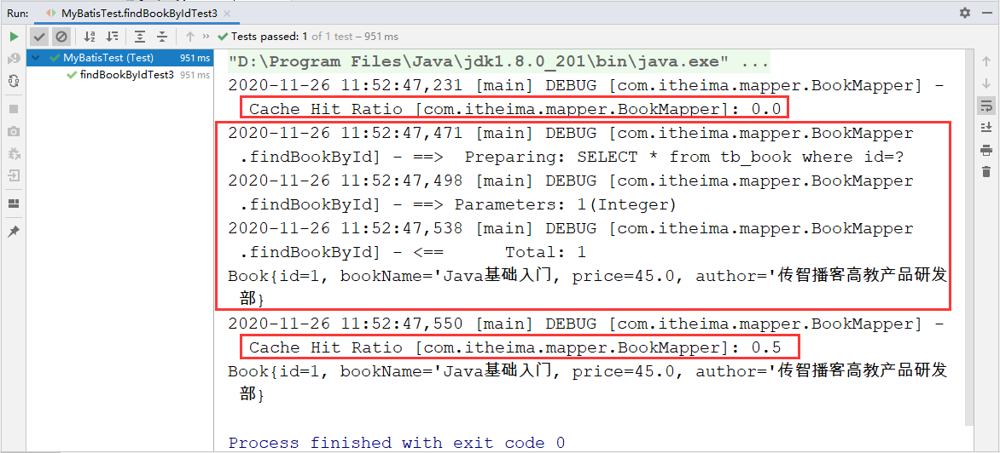 Run: MyBatisTest.findBookByIdTest3
Tests passed: 1 of 1 test – 951 ms
MyBatisTest (Test) 951 ms
findBookByIdTest3 951 ms
"D:\Program Files\Java\jdk1.8.0_201\bin\java.exe" ...
2020-11-26 11:52:47,231 [main] DEBUG [com.itheima.mapper.BookMapper] -
Cache Hit Ratio [com.itheima.mapper.BookMapper]: 0.0
2020-11-26 11:52:47,471 [main] DEBUG [com.itheima.mapper.BookMapper
.findBookById] - ==>  Preparing: SELECT * from tb_book where id=?
2020-11-26 11:52:47,498 [main] DEBUG [com.itheima.mapper.BookMapper
.findBookById] - ==> Parameters: 1(Integer)
2020-11-26 11:52:47,538 [main] DEBUG [com.itheima.mapper.BookMapper
.findBookById] - <==      Total: 1
Book{id=1, bookName='Java基础入门, price=45.0, author='传智播客高教产品研发
部}
2020-11-26 11:52:47,550 [main] DEBUG [com.itheima.mapper.BookMapper] -
Cache Hit Ratio [com.itheima.mapper.BookMapper]: 0.5
Book{id=1, bookName='Java基础入门, price=45.0, author='传智播客高教产品研发
部}
Process finished with exit code 0